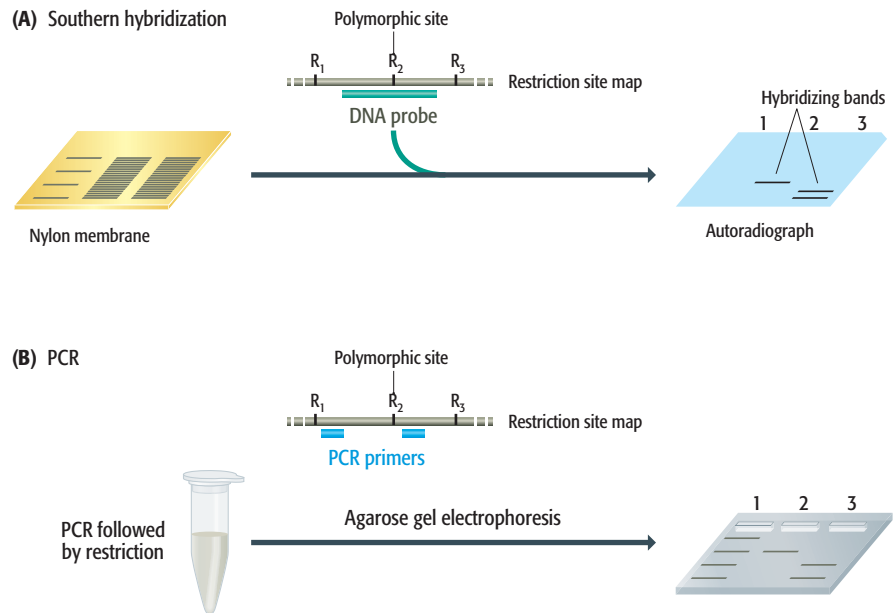 (A) Southern hybridization
Polymorphic site
R₁ R₂ R₃
Restriction site map
DNA probe
Nylon membrane
Hybridizing bands
1 2 3
Autoradiograph
(B) PCR
Polymorphic site
R₁ R₂ R₃
Restriction site map
PCR primers
PCR followed
by restriction
Agarose gel electrophoresis
1 2 3